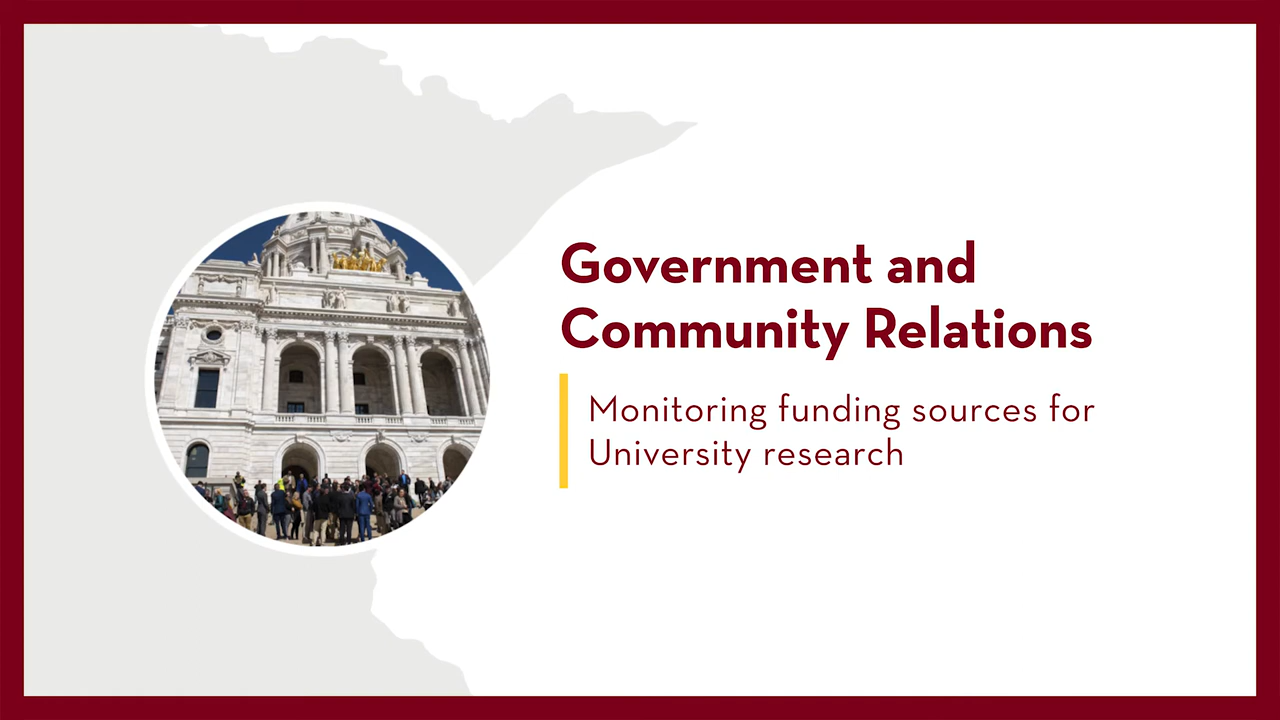 Government and
Community Relations
Monitoring funding sources for
University research